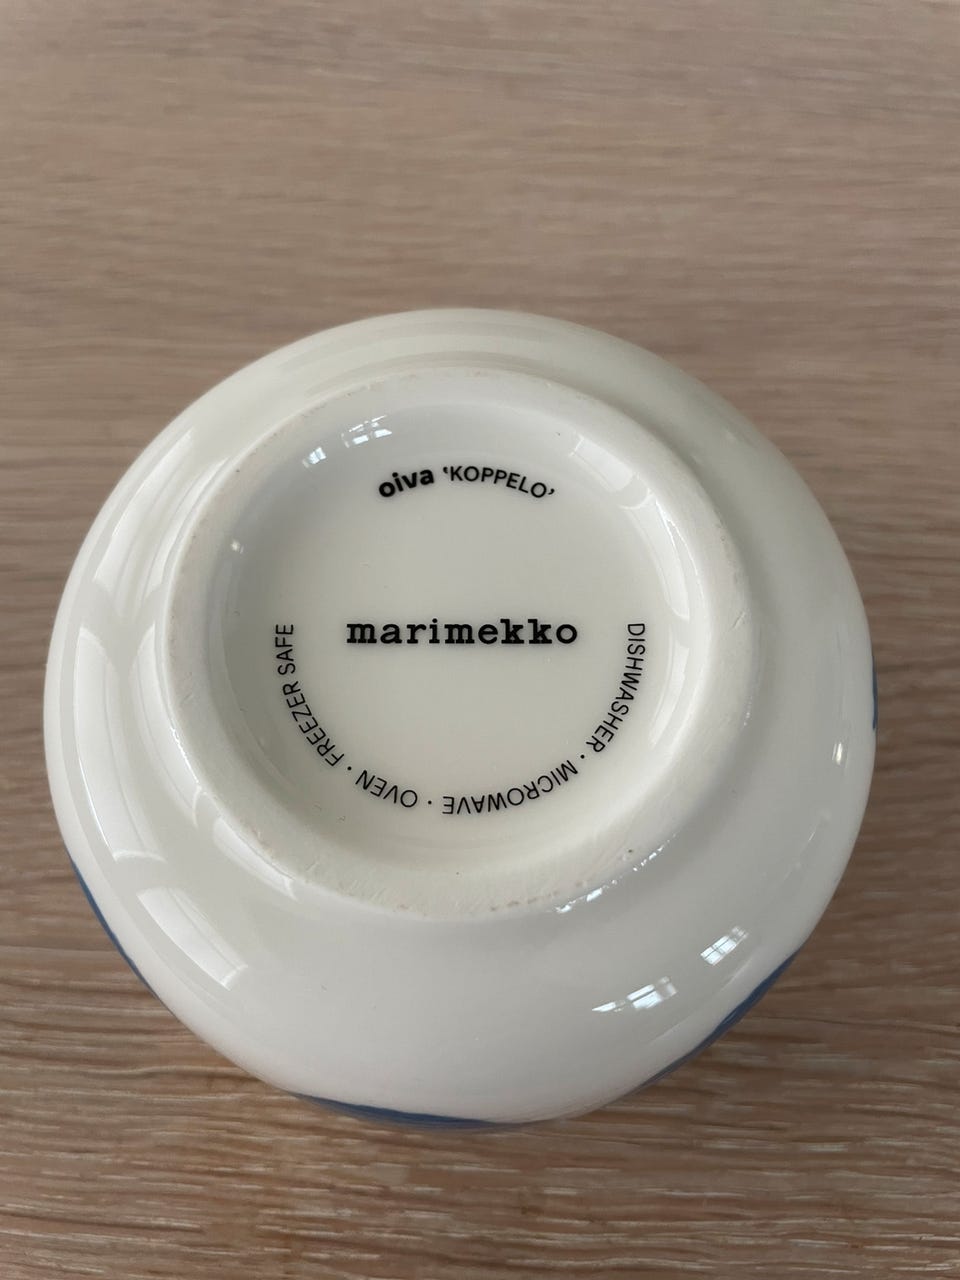 oiva ‘KOPPELO’
marimekko
DISHWASHER · MICROWAVE · OVEN · FREEZER SAFE